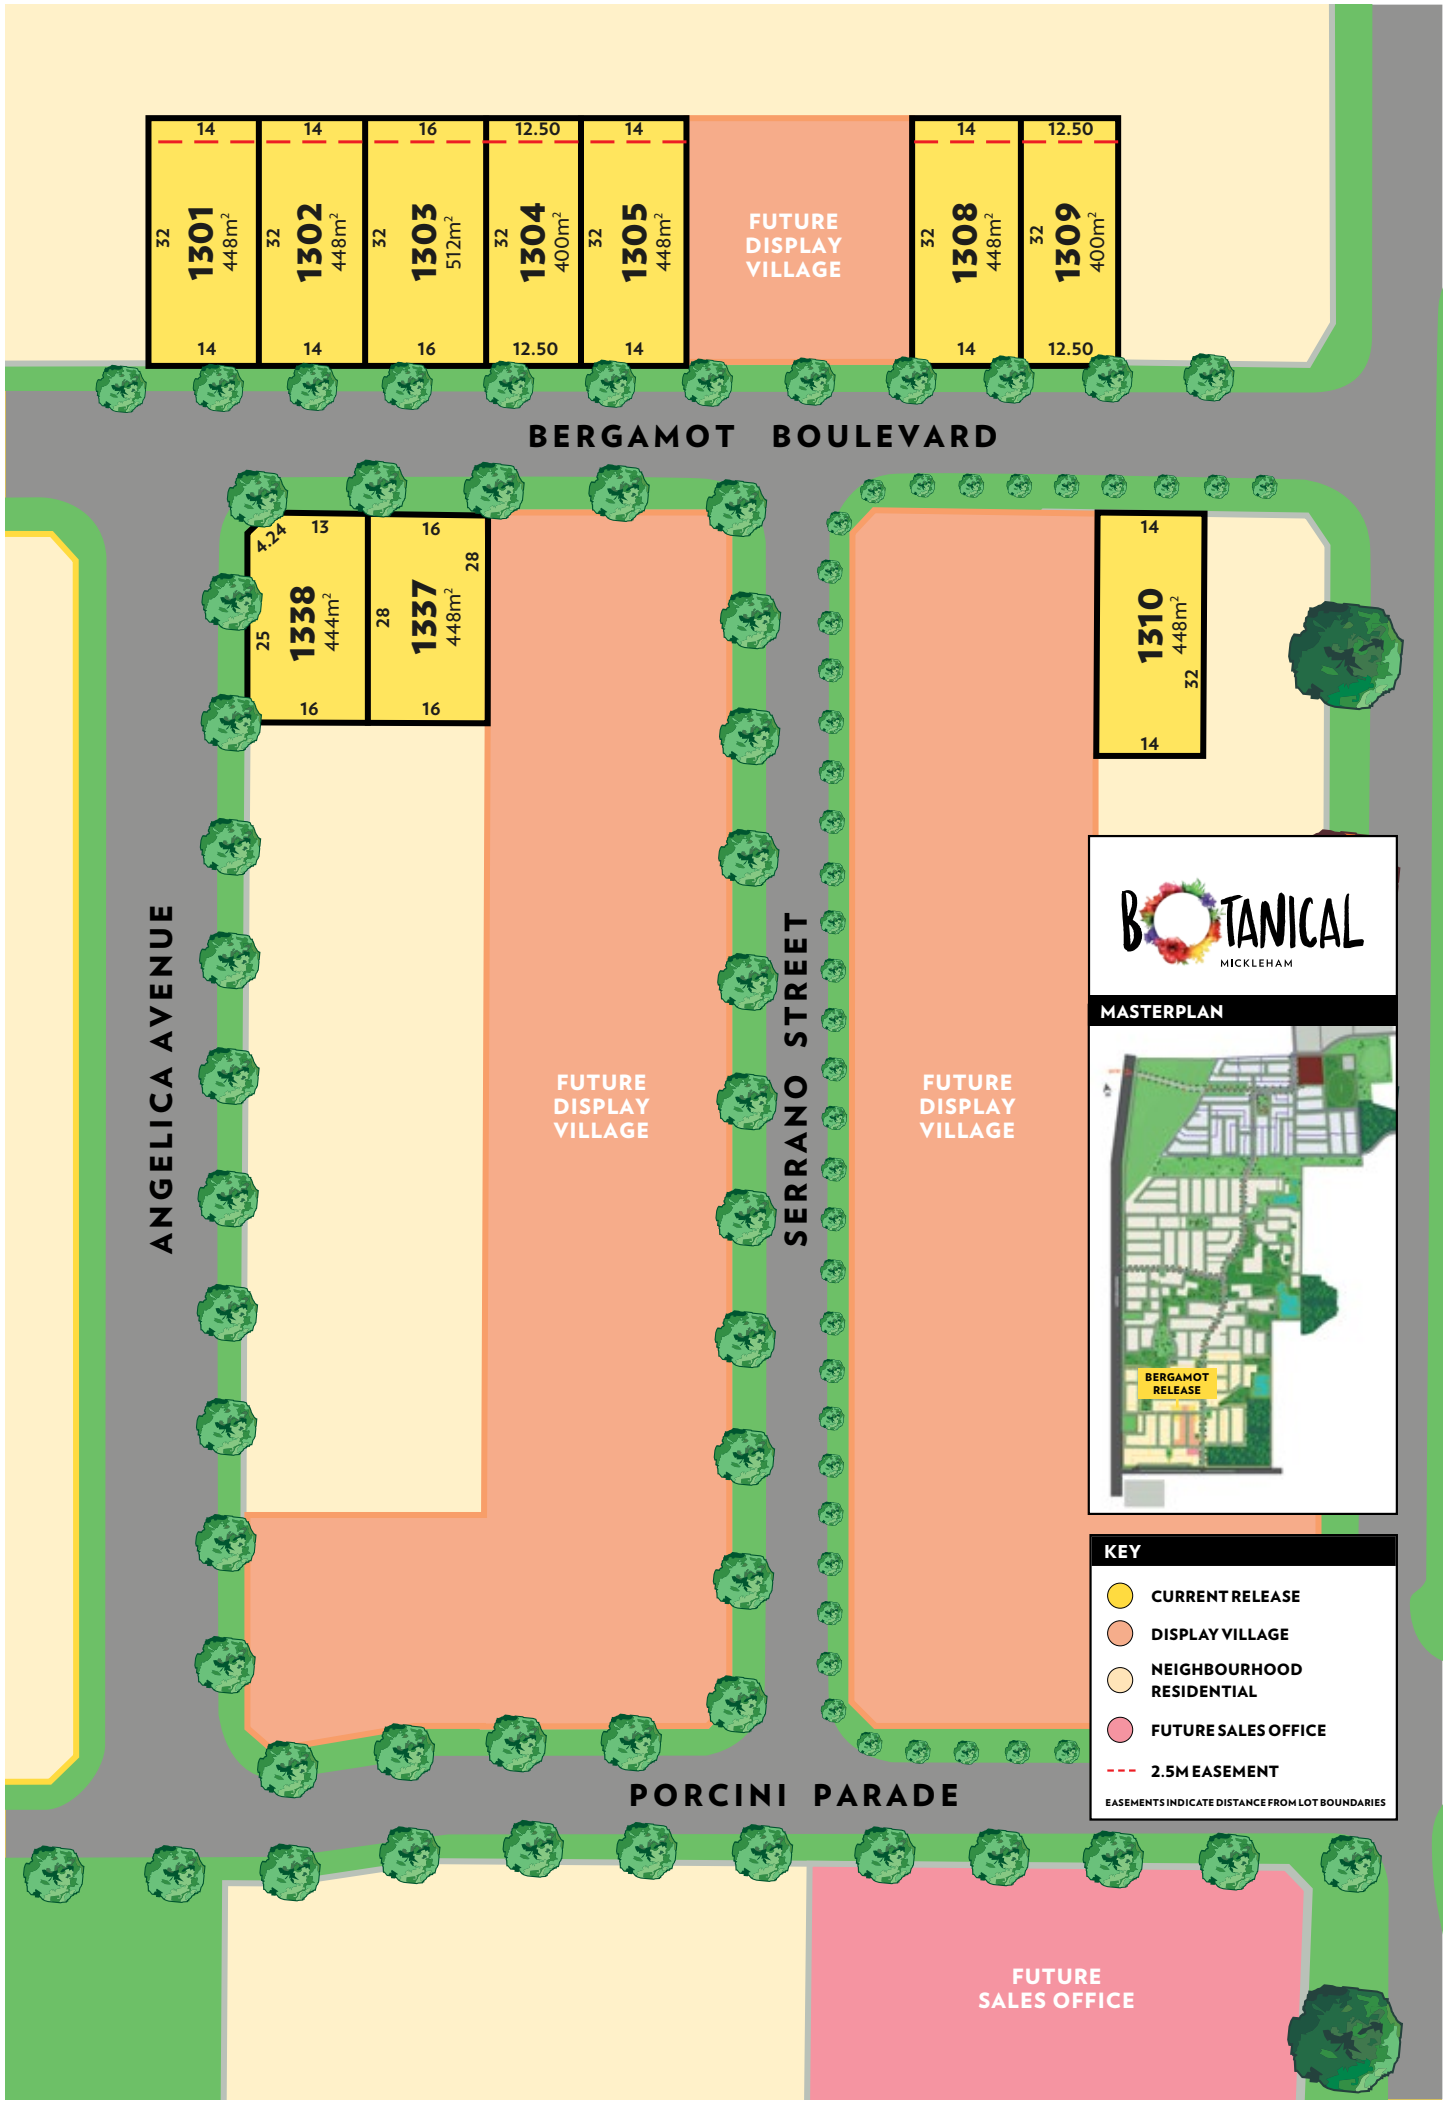 14
14
16
12.50
14
14
12.50
32
1301
448m²
32
1302
448m²
32
1303
512m²
32
1304
400m²
32
1305
448m²
FUTURE
DISPLAY
VILLAGE
32
1308
448m²
32
1309
400m²
14
14
16
12.50
14
14
12.50
BERGAMOT BOULEVARD
4.24
13
25
1338
444m²
16
16
28
28
1337
448m²
16
14
1310
448m²
32
14
ANGELICA AVENUE
FUTURE
DISPLAY
VILLAGE
SERRANO STREET
FUTURE
DISPLAY
VILLAGE
BOTANICAL
MICKLEHAM
MASTERPLAN
BERGAMOT
RELEASE
KEY
CURRENT RELEASE
DISPLAY VILLAGE
NEIGHBOURHOOD
RESIDENTIAL
FUTURE SALES OFFICE
2.5M EASEMENT
EASEMENTS INDICATE DISTANCE FROM LOT BOUNDARIES
PORCINI PARADE
FUTURE
SALES OFFICE